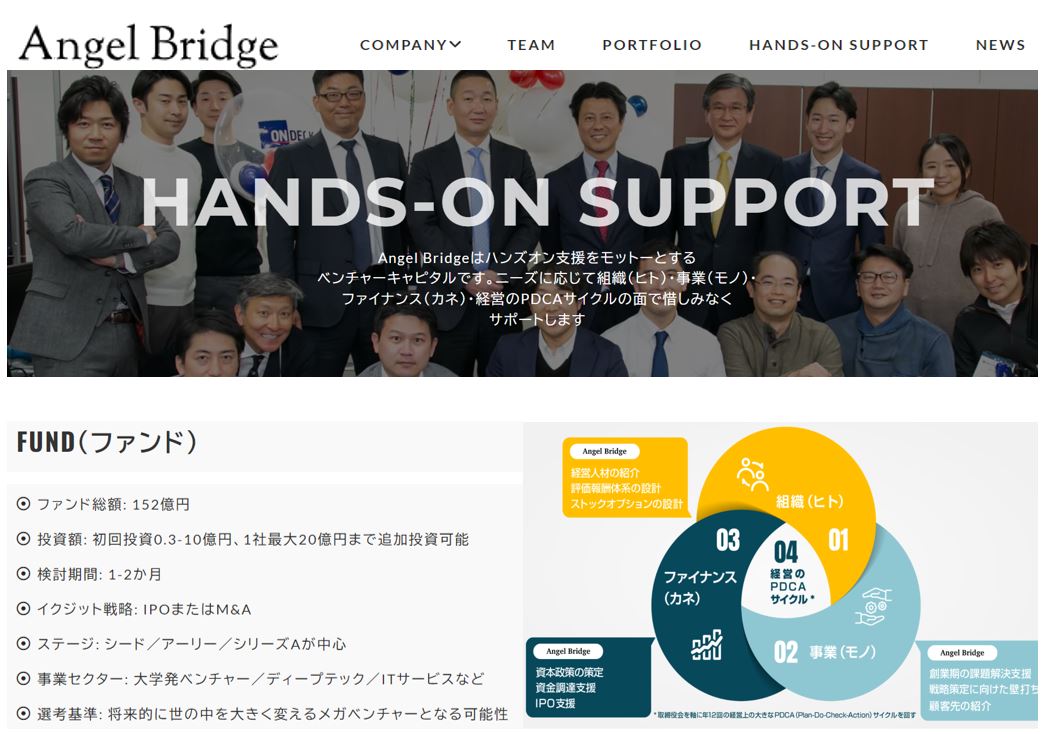 Angel Bridge
COMPANY TEAM PORTFOLIO HANDS-ON SUPPORT NEWS
ON DECK
HANDS-ON SUPPORT
Angel Bridgeはハンズオン支援をモットーとする
ベンチャーキャピタルです。ニーズに応じて組織(ヒト)・事業(モノ)・
ファイナンス(カネ)・経営のPDCAサイクルの面で惜しみなく
サポートします
FUND(ファンド)
ファンド総額: 152億円
投資額: 初回投資0.3-10億円、1社最大20億円まで追加投資可能
検討期間: 1-2か月
イクジット戦略: IPOまたはM&A
ステージ: シード／アーリー／シリーズAが中心
事業セクター: 大学発ベンチャー／ディープテック／ITサービスなど
選考基準: 将来的に世の中を大きく変えるメガベンチャーとなる可能性
Angel Bridge
経営人材の紹介
評価報酬体系の設計
ストックオプションの設計
組織(ヒト)
01
03
ファイナンス
(カネ)
04
経営の
PDCA
サイクル*
02 事業(モノ)
Angel Bridge
資本政策の策定
資金調達支援
IPO支援
Angel Bridge
創業期の課題解決支援
戦略策定に向けた壁打ち
顧客先の紹介
*取締役会を軸に年12回の経営上の大きなPDCA(Plan-Do-Check-Action)サイクルを回す